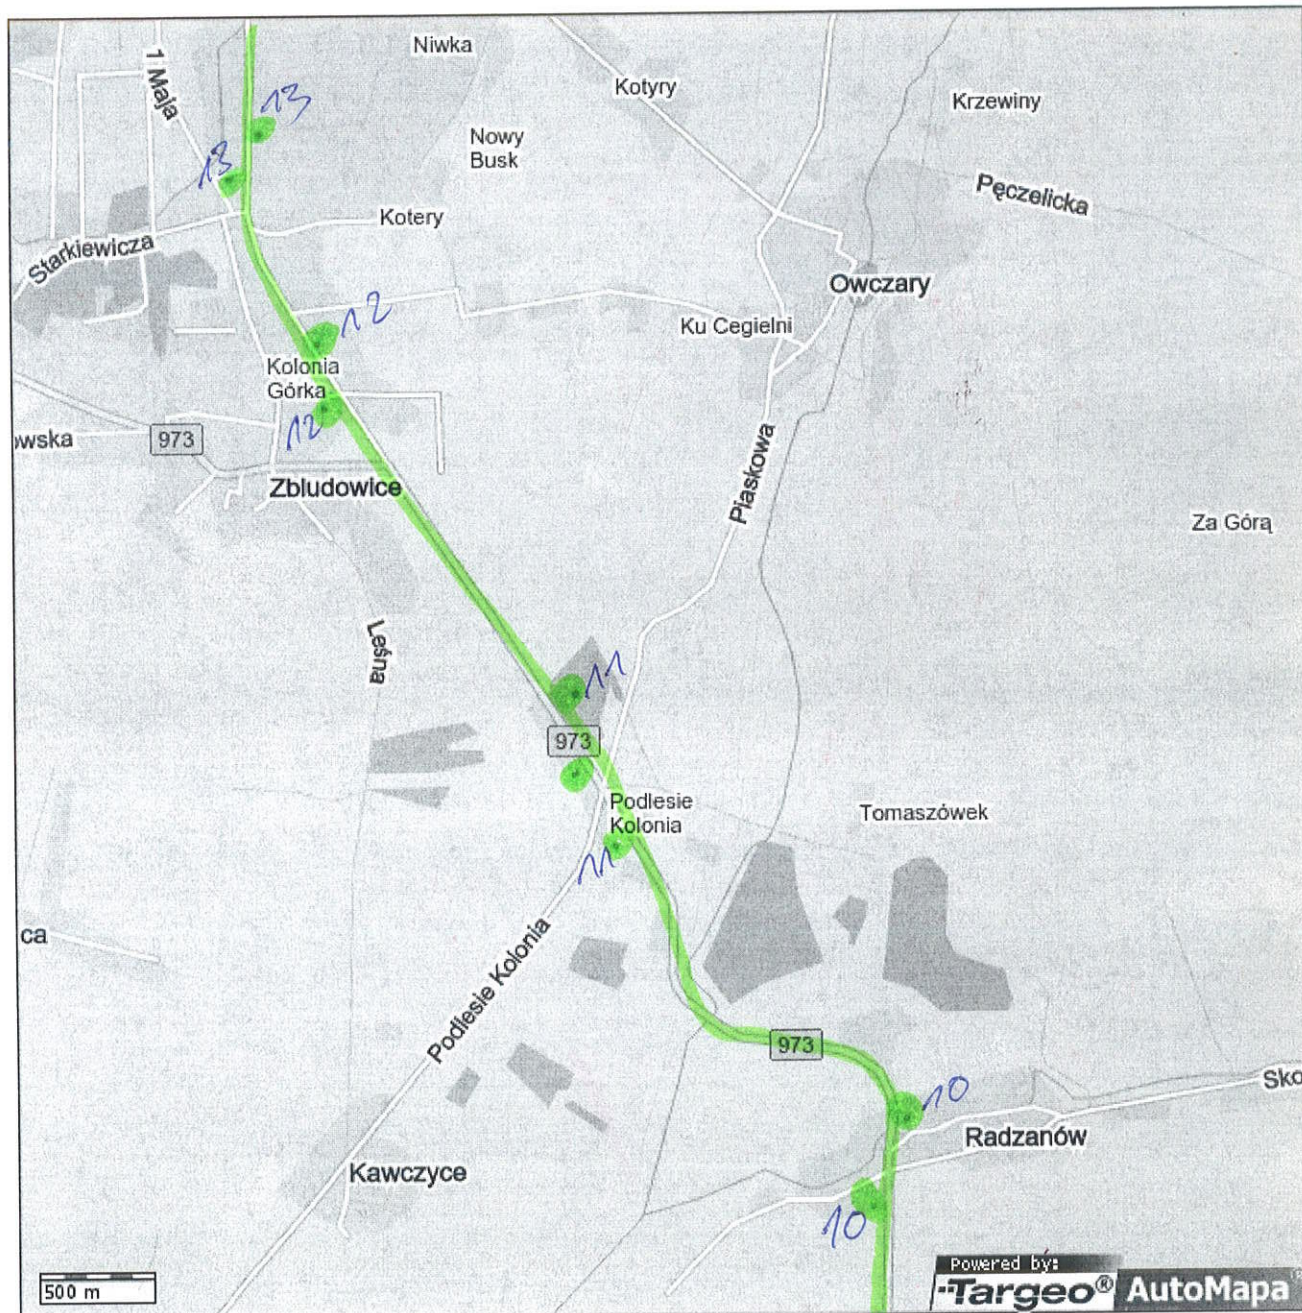 Niwka
1 Maja
13
Kotyry
Krzewiny
Nowy
Busk
13
Pęczelicka
Kotery
Starkiewicza
Owczary
12
Ku Cegielni
Kolonia
Górka
12
owska
973
Zbludowice
Piaskowa
Za Górą
Leśna
11
973
Podlesie
Kolonia
Tomaszówek
11
ca
Podlesie Kolonia
973
Sko
10
Radzanów
Kawczyce
10
500 m
Powered by:
Targeo® AutoMapa®